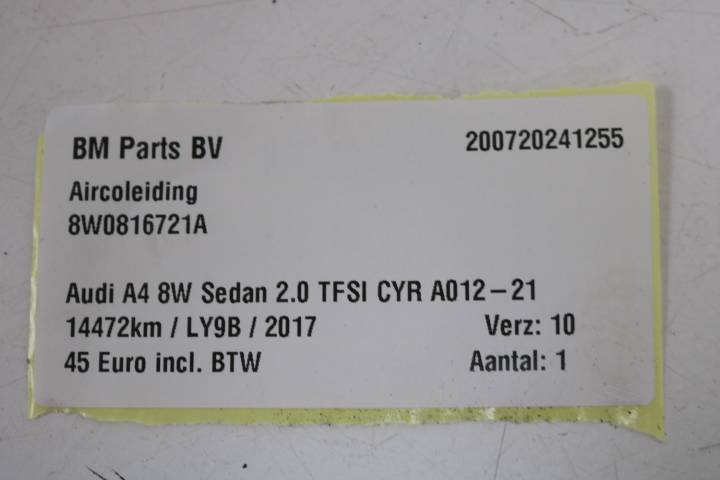 BM Parts BV 200720241255
Aircoleiding
8W0816721A
Audi A4 8W Sedan 2.0 TFSI CYR A012-21
14472km / LY9B / 2017 Verz: 10
45 Euro incl. BTW Aantal: 1